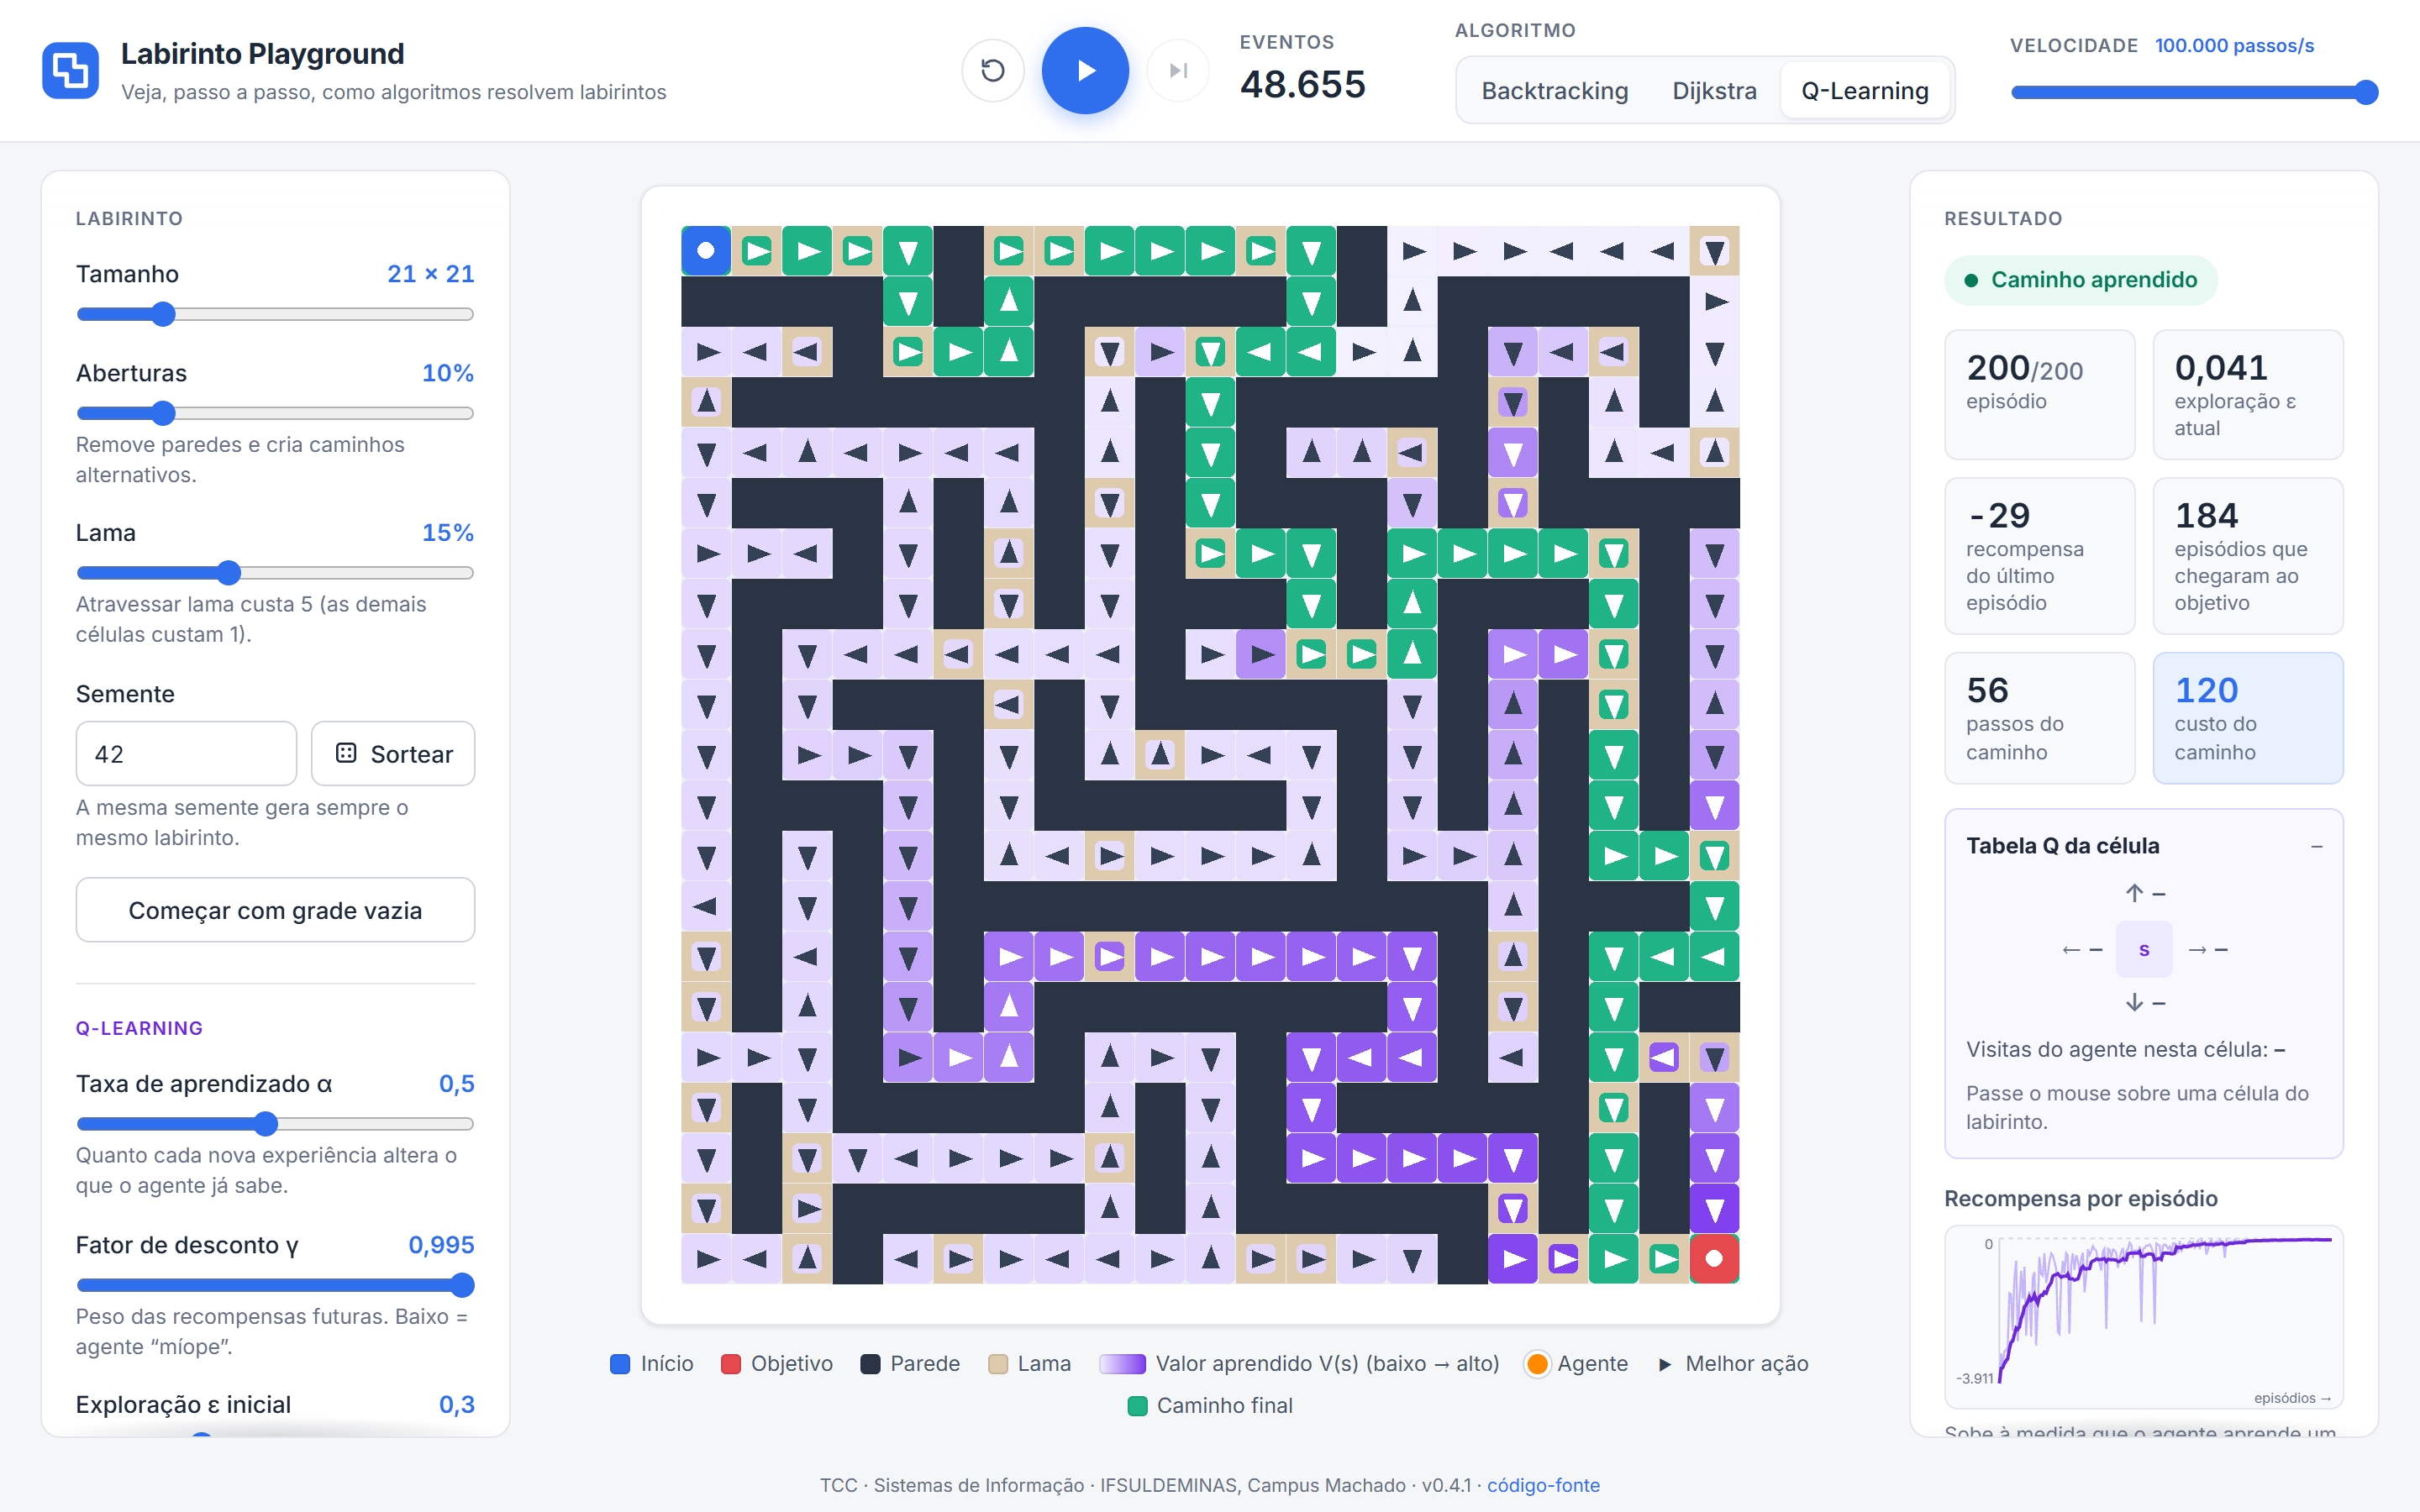 Labirinto Playground
Veja, passo a passo, como algoritmos resolvem labirintos
EVENTOS
48.655
ALGORITMO
Backtracking
Dijkstra
Q-Learning
VELOCIDADE 100.000 passos/s
LABIRINTO
Tamanho 21 × 21
Aberturas 10%
Remove paredes e cria caminhos
alternativos.
Lama 15%
Atravessar lama custa 5 (as demais
células custam 1).
Semente
42
Sortear
A mesma semente gera sempre o
mesmo labirinto.
Começar com grade vazia
Q-LEARNING
Taxa de aprendizado α 0,5
Quanto cada nova experiência altera o
que o agente já sabe.
Fator de desconto γ 0,995
Peso das recompensas futuras. Baixo =
agente “míope”.
Exploração ε inicial 0,3
Início
Objetivo
Parede
Lama
Valor aprendido V(s) (baixo → alto)
Agente
Melhor ação
Caminho final
RESULTADO
Caminho aprendido
200/200
episódio
0,041
exploração ε
atual
-29
recompensa
do último
episódio
184
episódios que
chegaram ao
objetivo
56
passos do
caminho
120
custo do
caminho
Tabela Q da célula –
↑ –
← – s → –
↓ –
Visitas do agente nesta célula: –
Passe o mouse sobre uma célula do
labirinto.
Recompensa por episódio
0
-3.911
episódios →
Sobe à medida que o agente aprende um
TCC · Sistemas de Informação · IFSULDEMINAS, Campus Machado · v0.4.1 · código-fonte